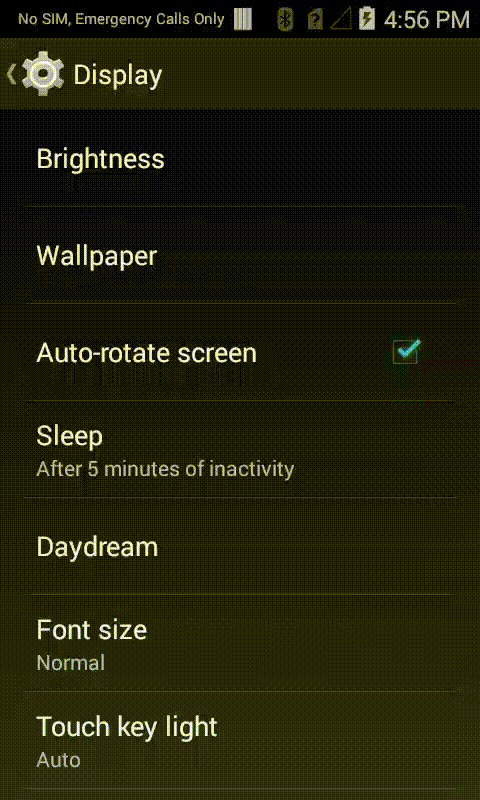 No SIM, Emergency Calls Only 4:56 PM
Display
Brightness
Wallpaper
Auto-rotate screen
Sleep
After 5 minutes of inactivity
Daydream
Font size
Normal
Touch key light
Auto